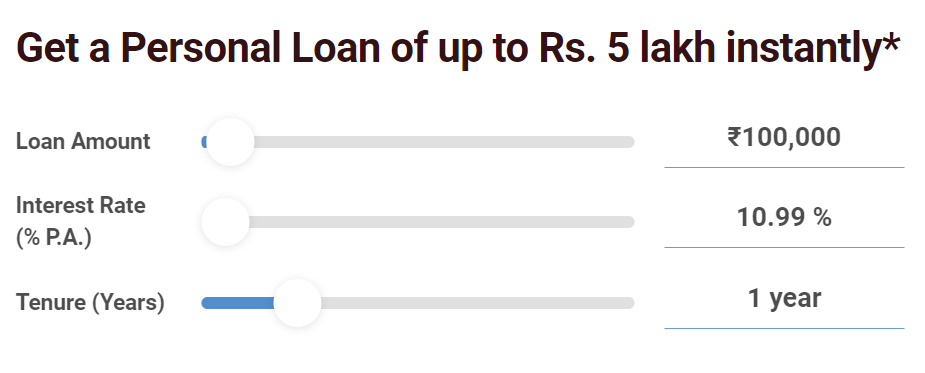 Get a Personal Loan of up to Rs. 5 lakh instantly*
Loan Amount
₹100,000
Interest Rate
(% P.A.)
10.99 %
Tenure (Years)
1 year